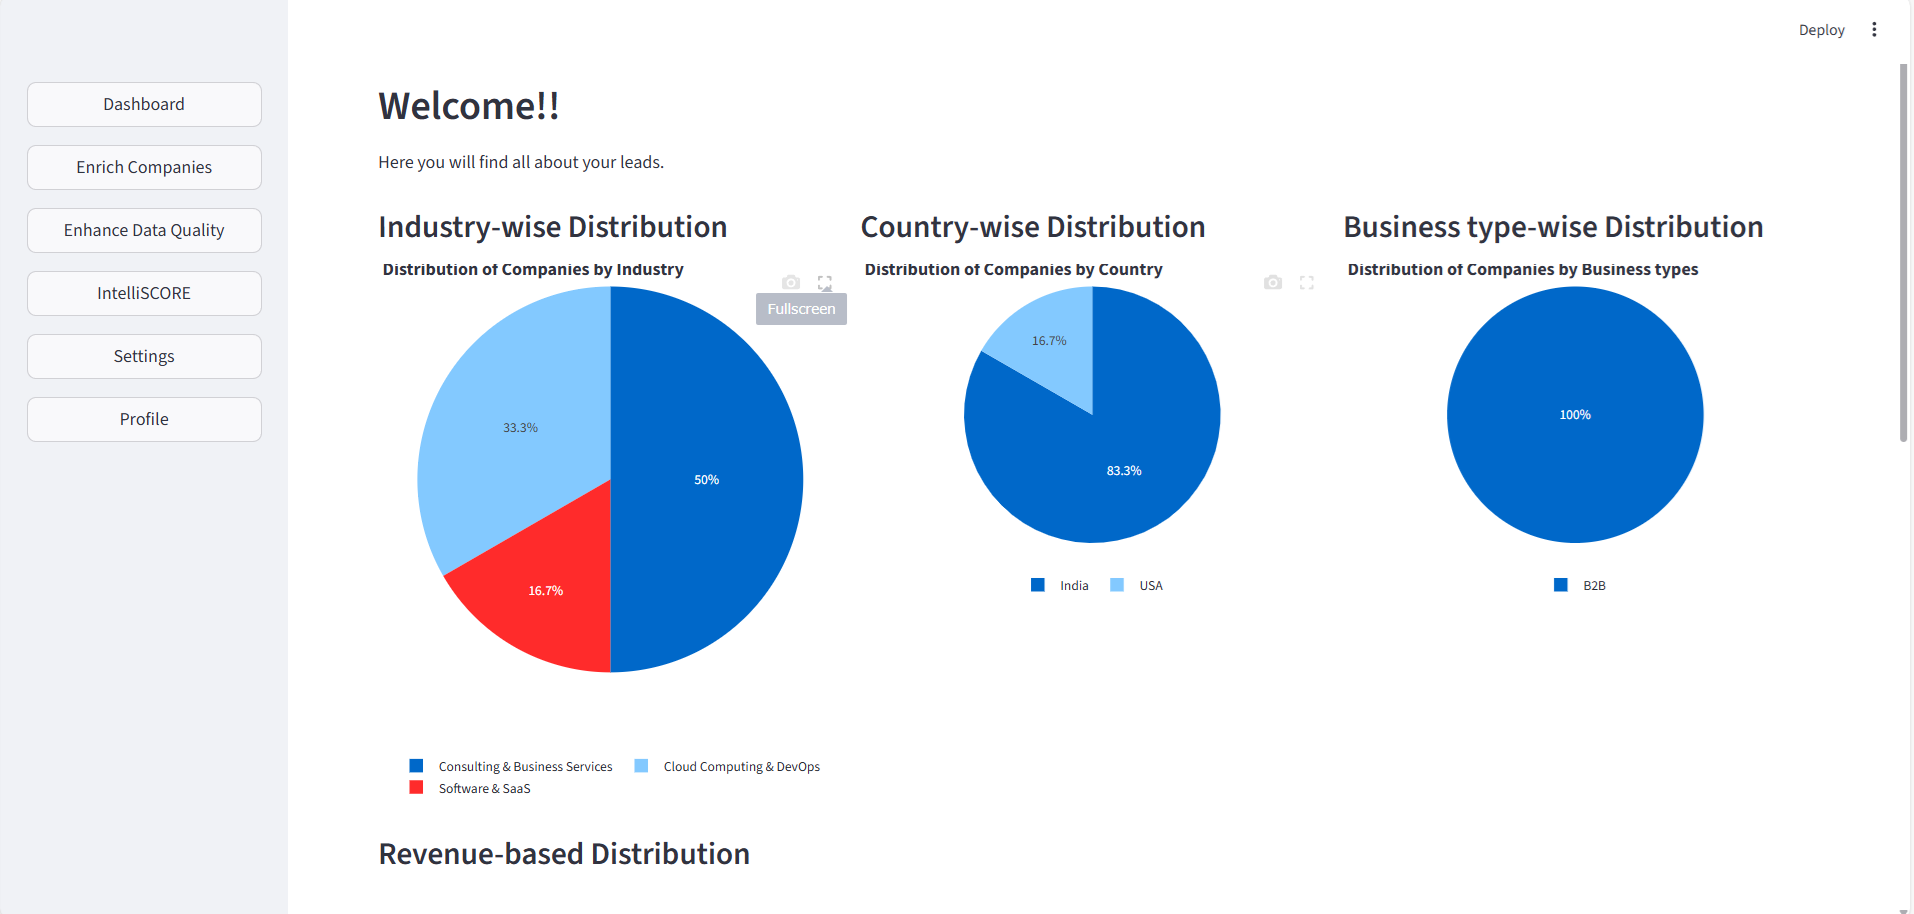 Deploy
Dashboard
Enrich Companies
Enhance Data Quality
IntelliSCORE
Settings
Profile
Welcome!!
Here you will find all about your leads.
Industry-wise Distribution
Distribution of Companies by Industry
Fullscreen
33.3%
50%
16.7%
Consulting & Business Services
Cloud Computing & DevOps
Software & SaaS
Country-wise Distribution
Distribution of Companies by Country
16.7%
83.3%
India
USA
Business type-wise Distribution
Distribution of Companies by Business types
100%
B2B
Revenue-based Distribution